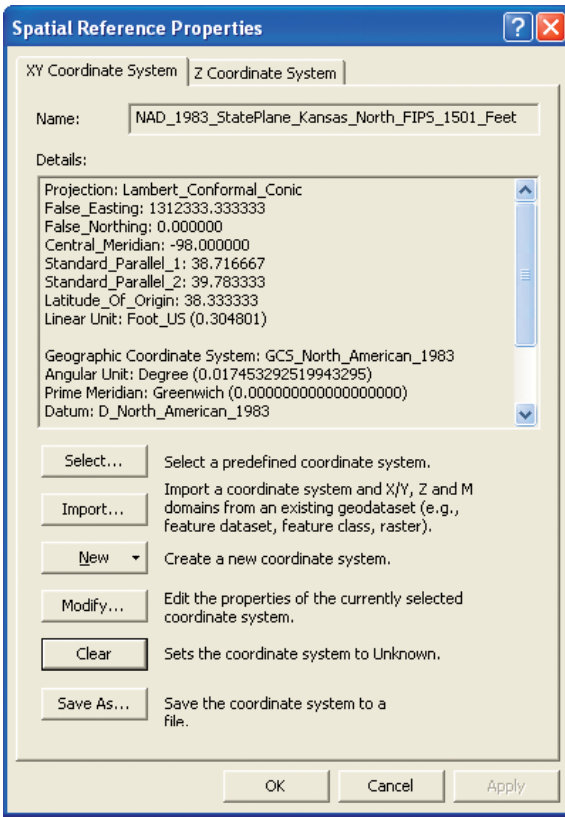 Spatial Reference Properties
XY Coordinate System
Z Coordinate System
Name:
NAD_1983_StatePlane_Kansas_North_FIPS_1501_Feet
Details:
Projection: Lambert_Conformal_Conic
False_Easting: 1312333.333333
False_Northing: 0.000000
Central_Meridian: -98.000000
Standard_Parallel_1: 38.716667
Standard_Parallel_2: 39.783333
Latitude_Of_Origin: 38.333333
Linear Unit: Foot_US (0.304801)
Geographic Coordinate System: GCS_North_American_1983
Angular Unit: Degree (0.017453292519943295)
Prime Meridian: Greenwich (0.000000000000000000)
Datum: D_North_American_1983
Select...
Select a predefined coordinate system.
Import...
Import a coordinate system and X/Y, Z and M
domains from an existing geodataset (e.g.,
feature dataset, feature class, raster).
New
Create a new coordinate system.
Modify...
Edit the properties of the currently selected
coordinate system.
Clear
Sets the coordinate system to Unknown.
Save As...
Save the coordinate system to a
file.
OK
Cancel
Apply